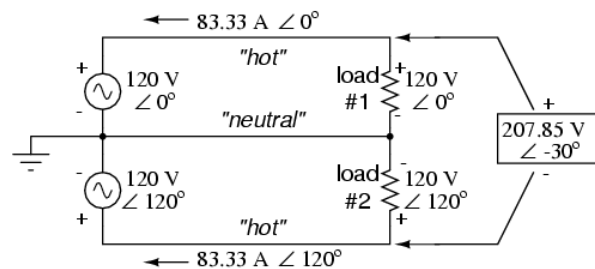 83.33 A ∠ 0°
"hot"
+
120 V
∠ 0°
-
load
#1
+
120 V
∠ 0°
-
"neutral"
+
207.85 V
∠ -30°
-
-
120 V
∠ 120°
+
load
#2
-
120 V
∠ 120°
+
"hot"
83.33 A ∠ 120°